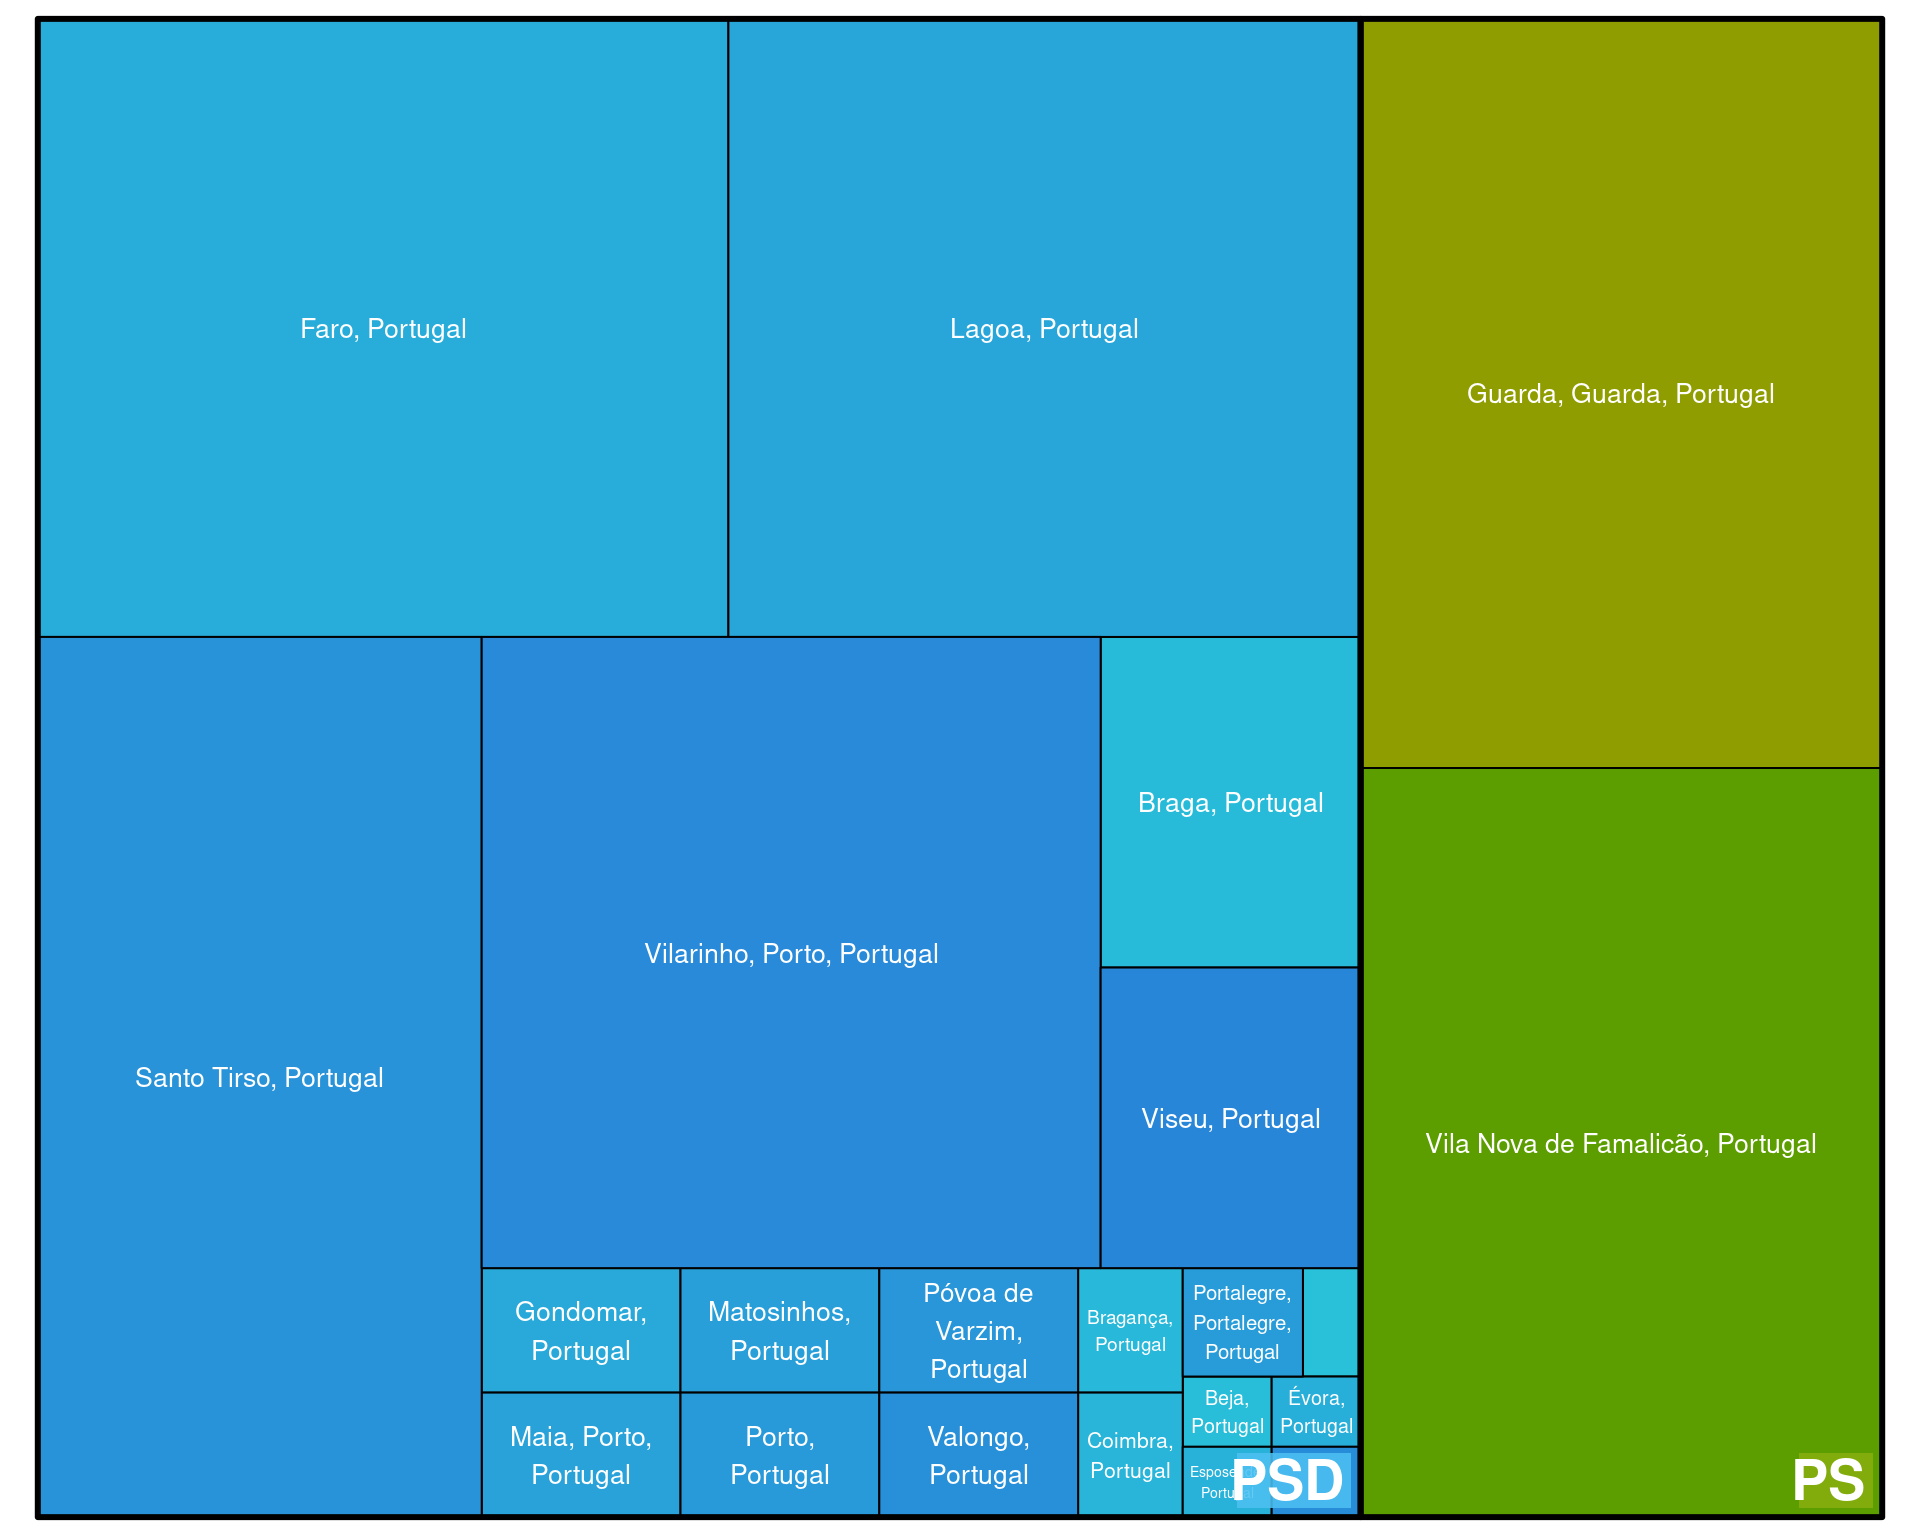 Faro, Portugal
Lagoa, Portugal
Guarda, Guarda, Portugal
Santo Tirso, Portugal
Vilarinho, Porto, Portugal
Braga, Portugal
Viseu, Portugal
Vila Nova de Famalicão, Portugal
Gondomar,
Portugal
Matosinhos,
Portugal
Póvoa de
Varzim,
Portugal
Bragança,
Portugal
Portalegre,
Portalegre,
Portugal
Maia, Porto,
Portugal
Porto,
Portugal
Valongo,
Portugal
Coimbra,
Portugal
Beja,
Portugal
Évora,
Portugal
Portugal
PSD
PS